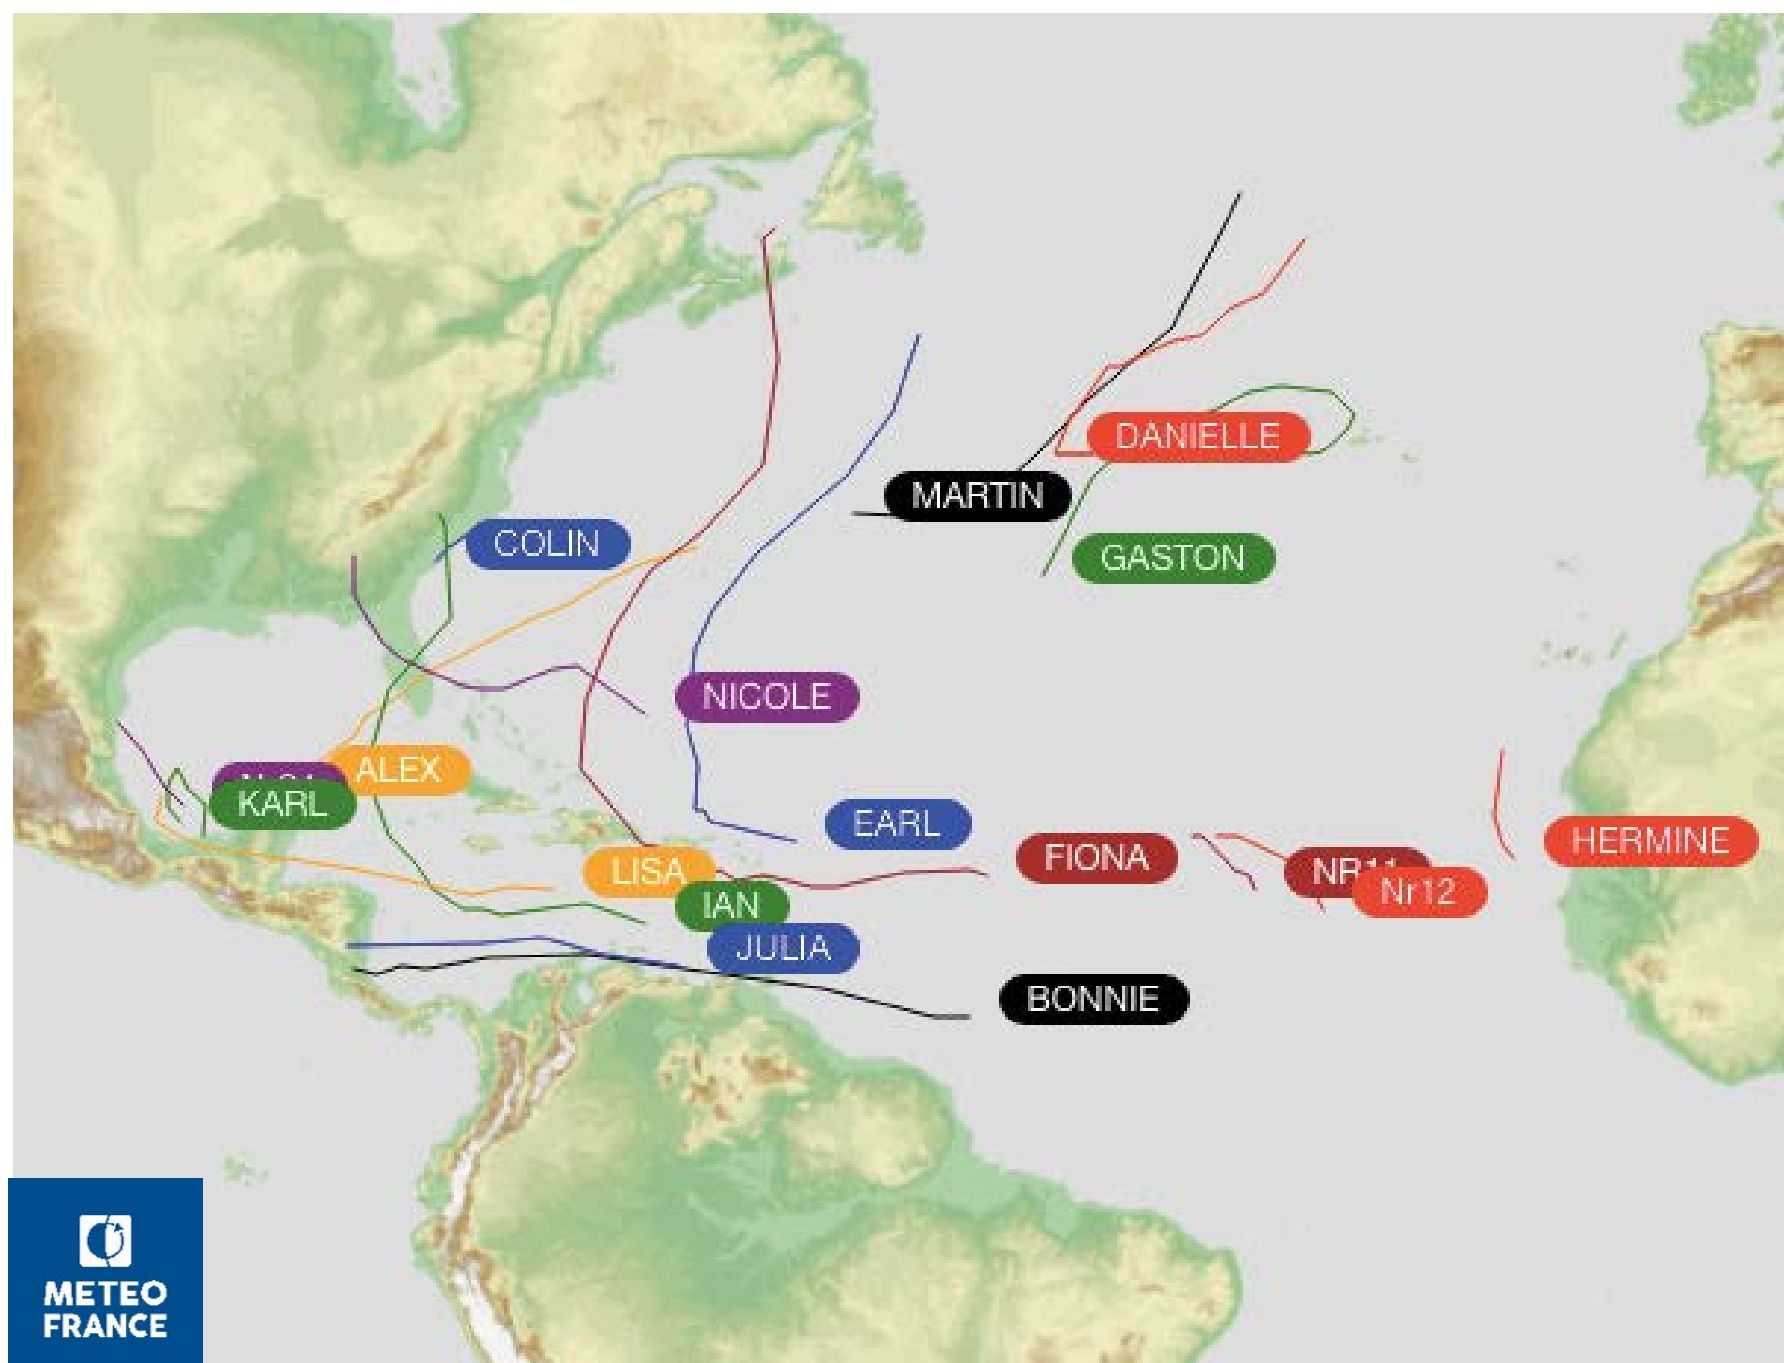 DANIELLE
MARTIN
COLIN
GASTON
NICOLE
ALEX
KARL
EARL
HERMINE
FIONA
LISA
Nr12
IAN
JULIA
BONNIE
METEO
FRANCE